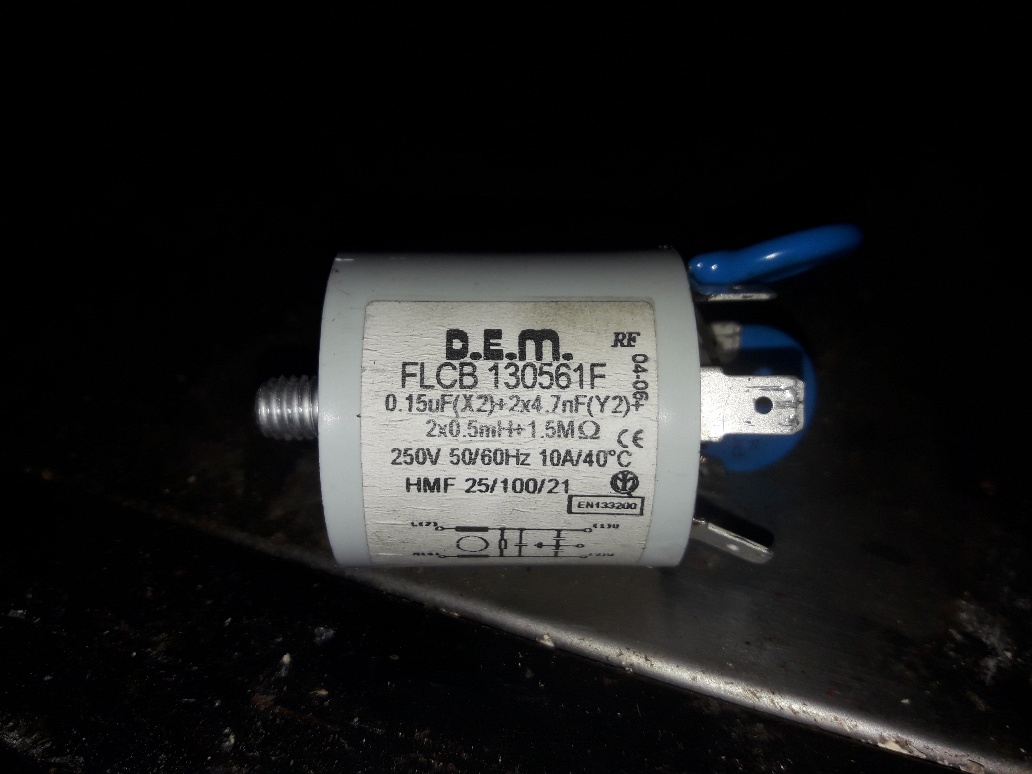 D.E.M.
RF
FLCB 130561F
04-06
0.15uF(X2)+2x4.7nF(Y2)+
2x0.5mH+1.5MΩ
CE
250V 50/60Hz 10A/40°C
HMF 25/100/21
EN133200